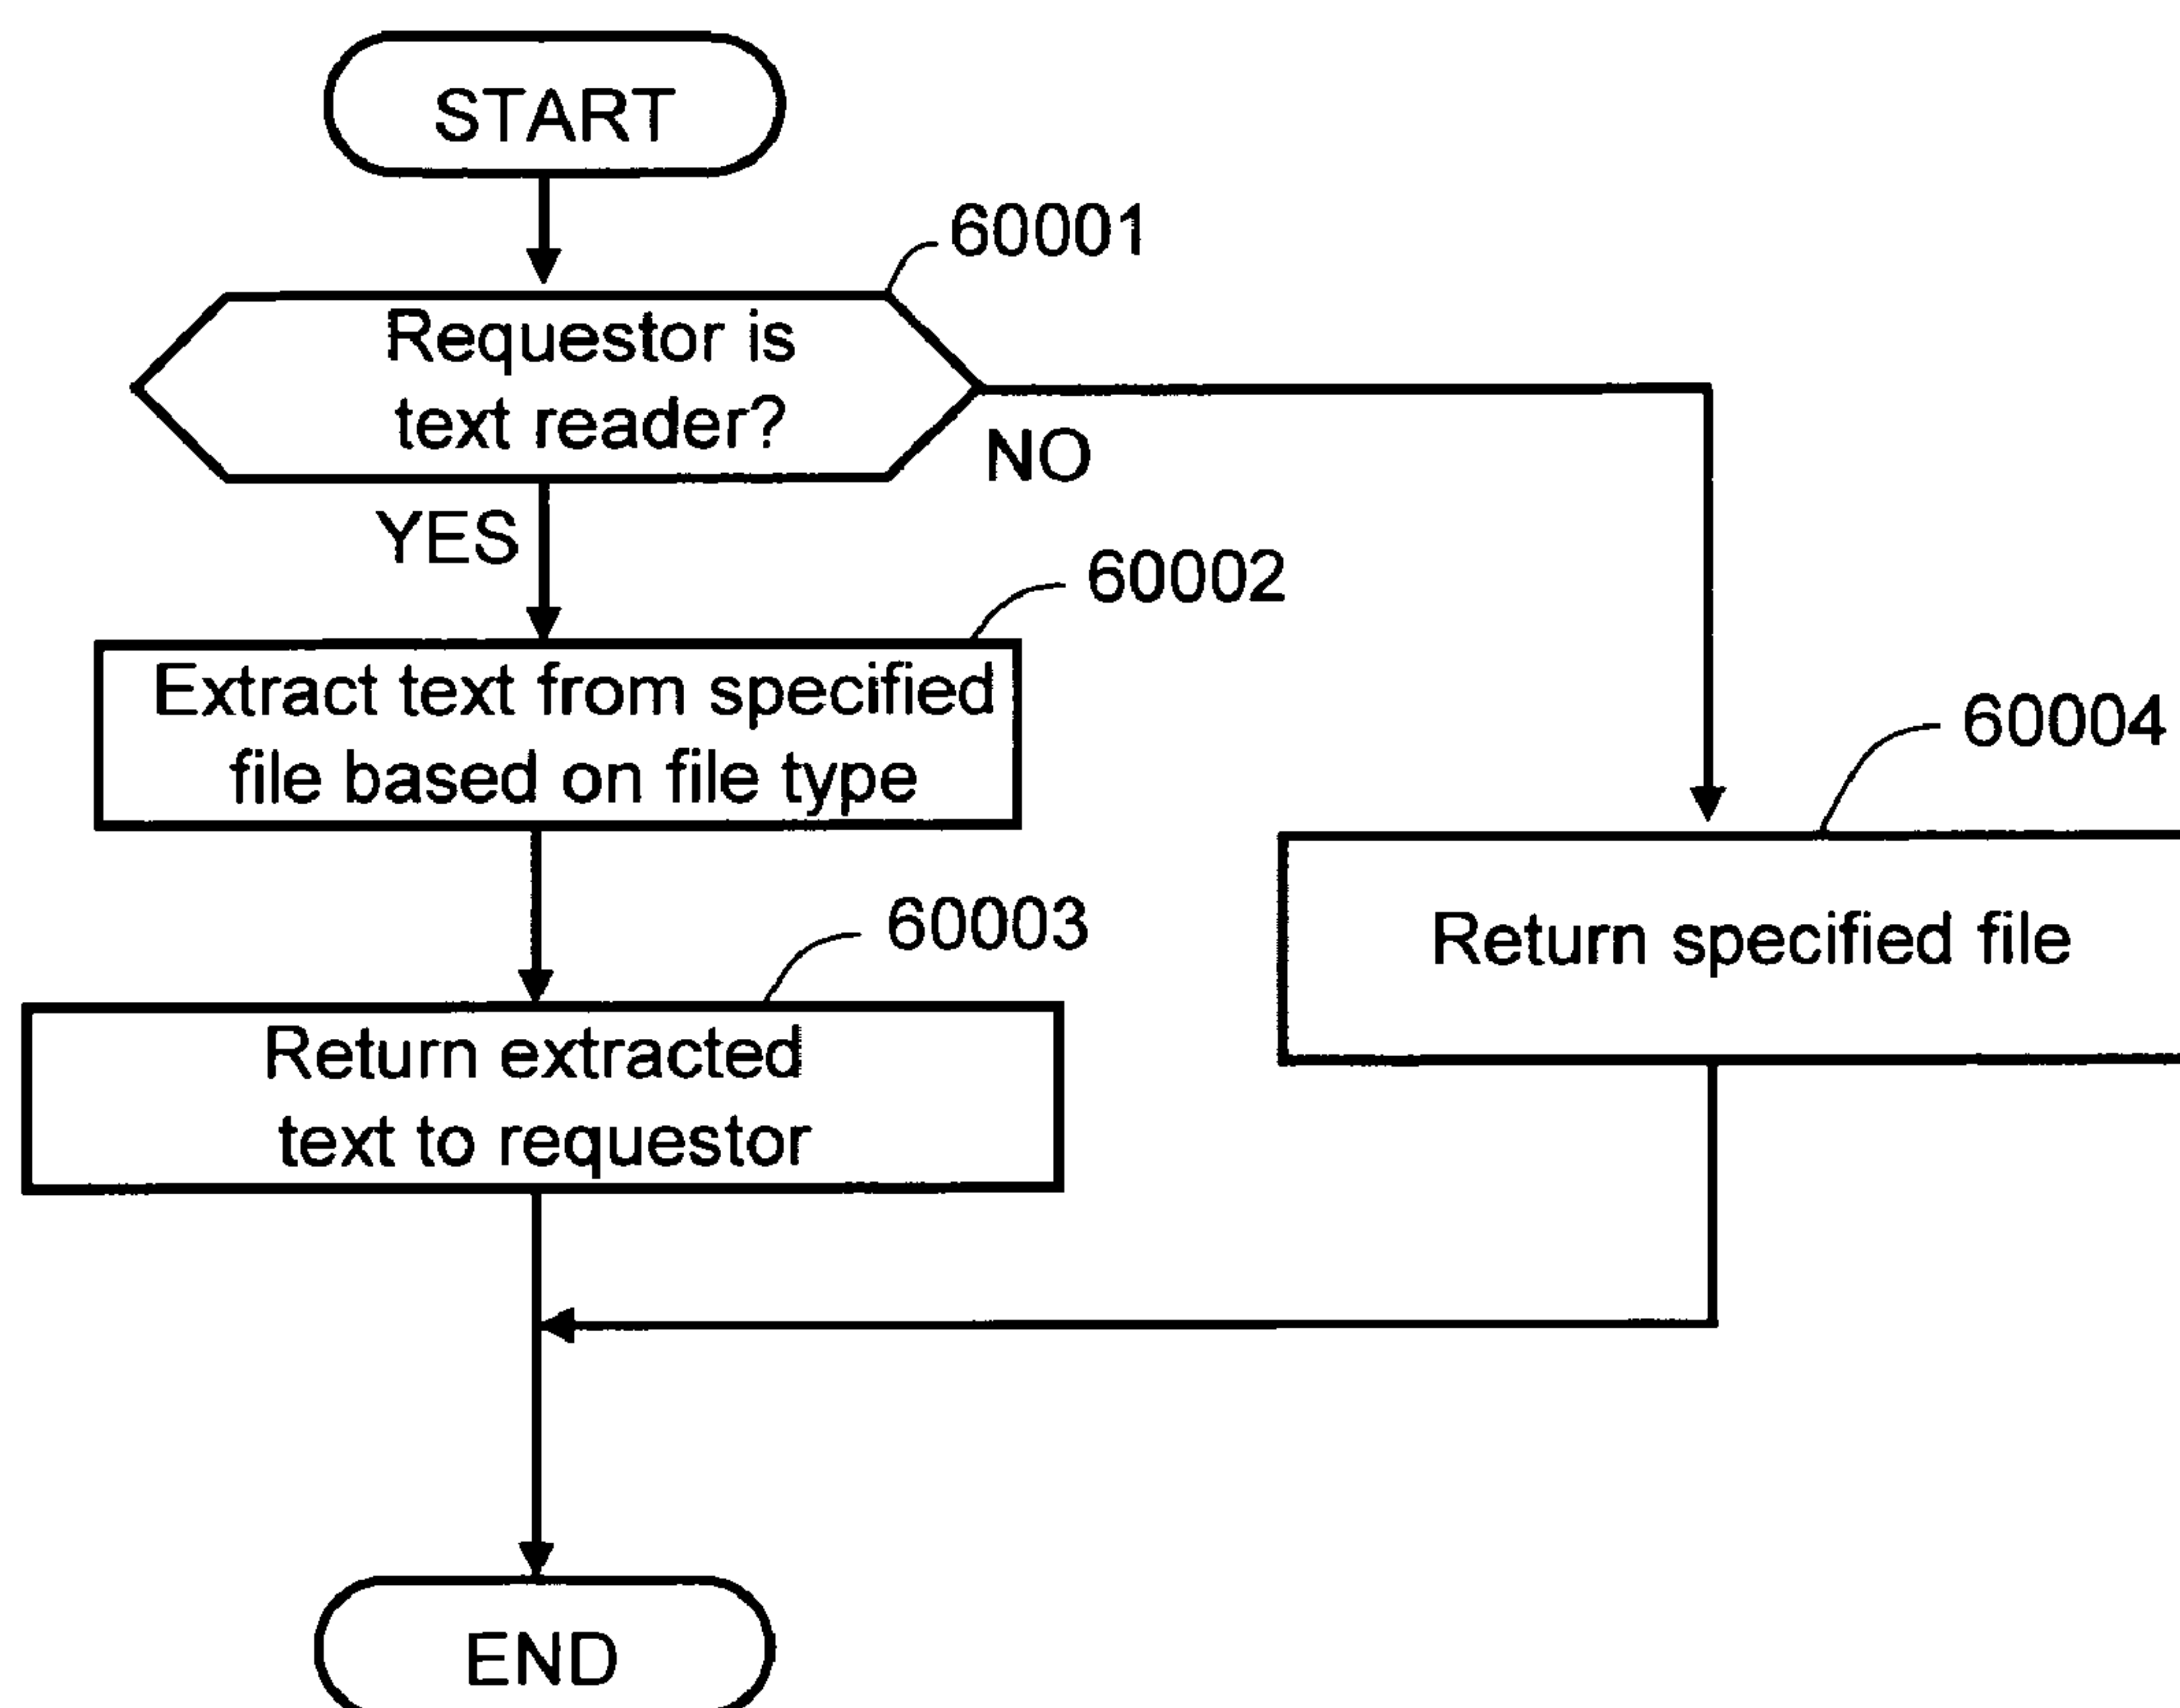 START
60001
Requestor is
text reader?
NO
YES
60002
Extract text from specified
file based on file type
60004
60003
Return specified file
Return extracted
text to requestor
END